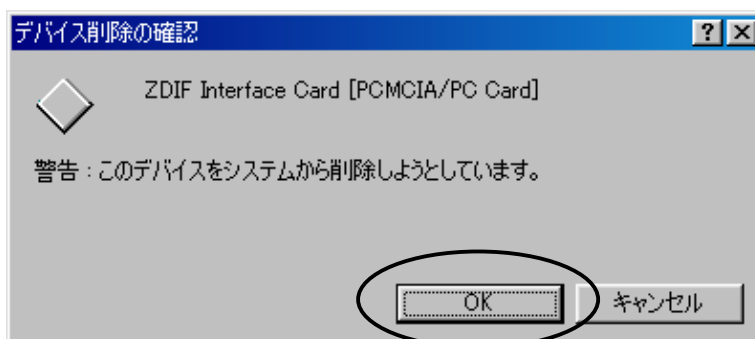 デバイス削除の確認
ZDIF Interface Card [PCMCIA/PC Card]
警告：このデバイスをシステムから削除しようとしています。
OK
キャンセル